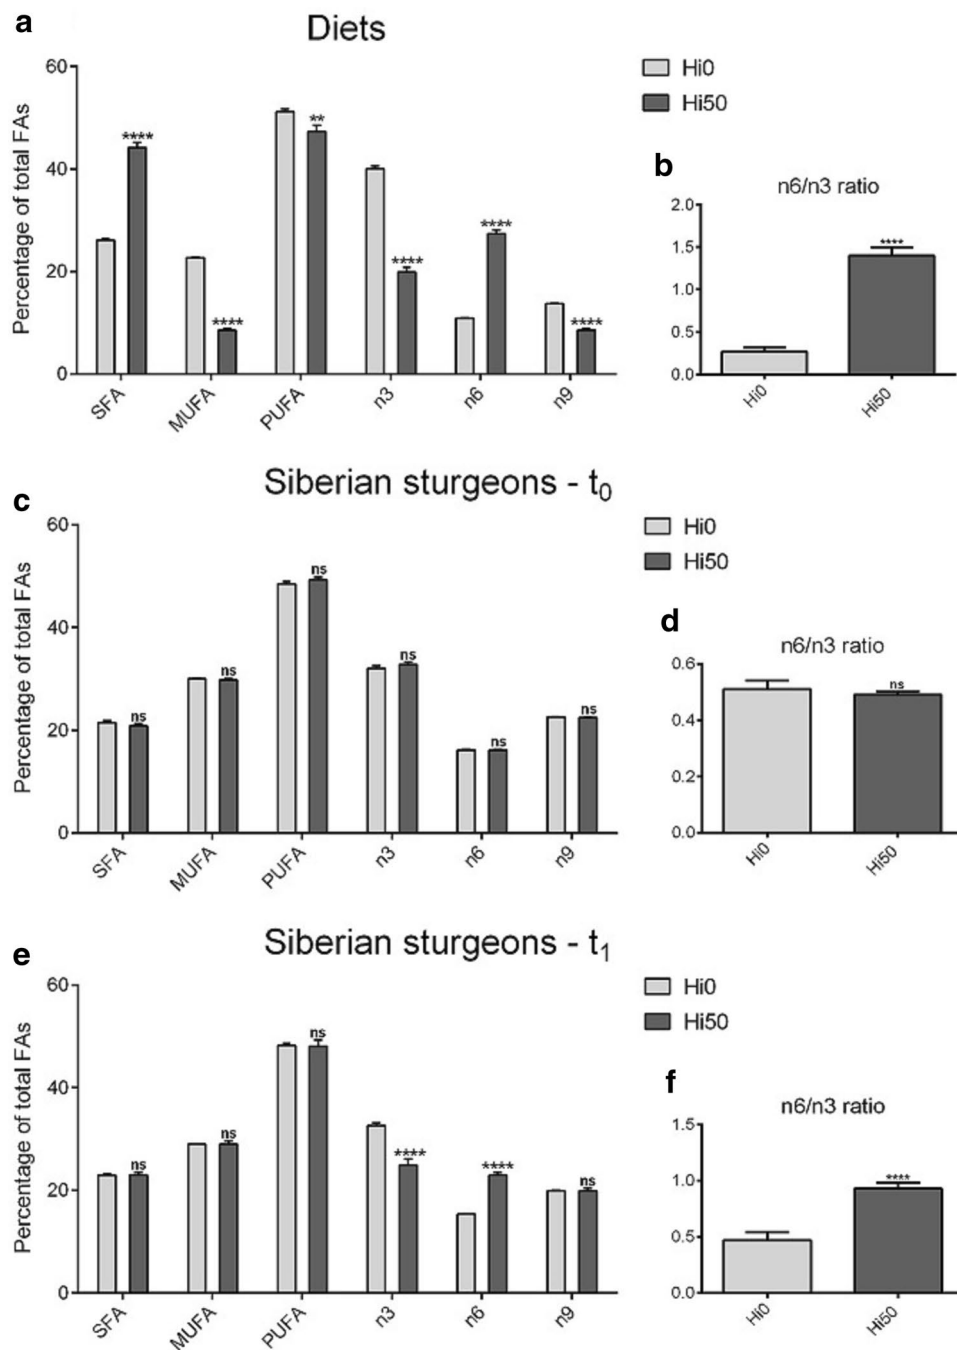 a
Diets
Percentage of total FAs
60
40
20
0
****
****
**
****
****
****
SFA
MUFA
PUFA
n3
n6
n9
Hi0
Hi50
b
n6/n3 ratio
2.0
1.5
1.0
0.5
0.0
****
Hi0
Hi50
Siberian sturgeons - t0
c
Percentage of total FAs
60
40
20
0
ns
ns
ns
ns
ns
ns
SFA
MUFA
PUFA
n3
n6
n9
Hi0
Hi50
d
n6/n3 ratio
0.6
0.4
0.2
0.0
ns
Hi0
Hi50
Siberian sturgeons - t1
e
Percentage of total FAs
60
40
20
0
ns
ns
ns
****
****
ns
SFA
MUFA
PUFA
n3
n6
n9
Hi0
Hi50
f
n6/n3 ratio
1.5
1.0
0.5
0.0
****
Hi0
Hi50